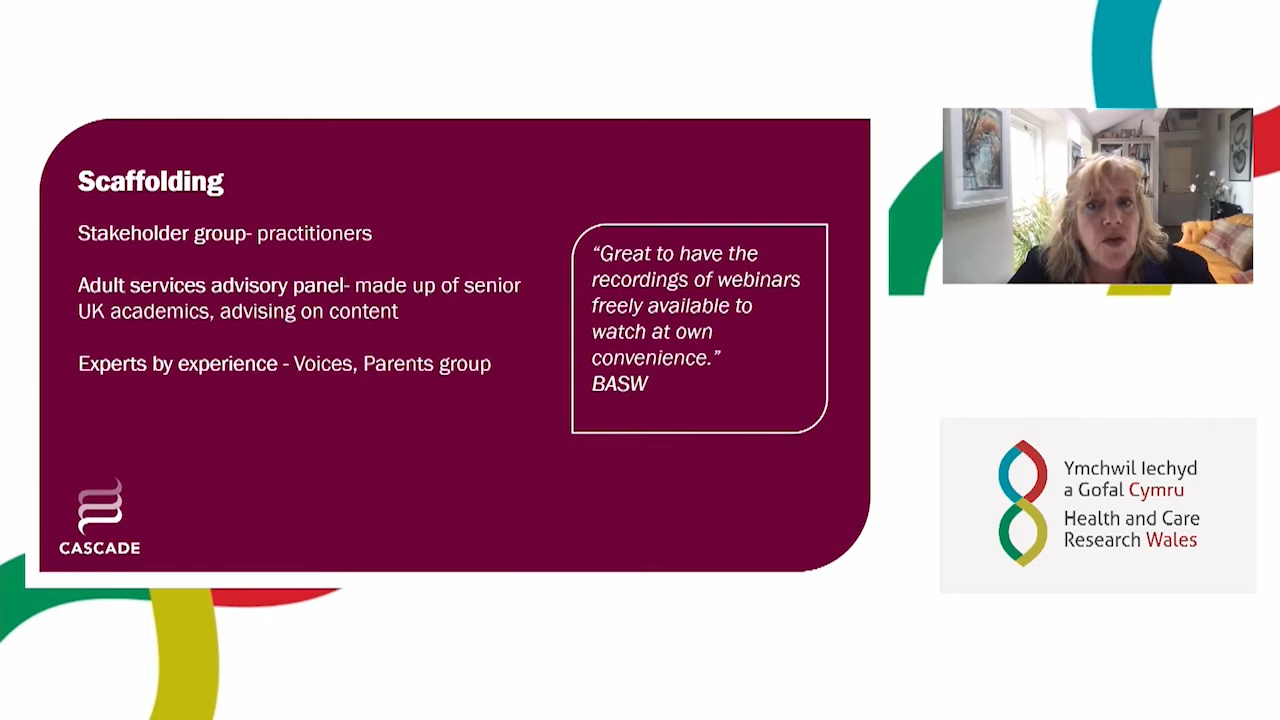 Scaffolding
Stakeholder group- practitioners
Adult services advisory panel- made up of senior
UK academics, advising on content
Experts by experience - Voices, Parents group
“Great to have the
recordings of webinars
freely available to
watch at own
convenience.”
BASW
CASCADE
Ymchwil Iechyd
a Gofal Cymru
Health and Care
Research Wales